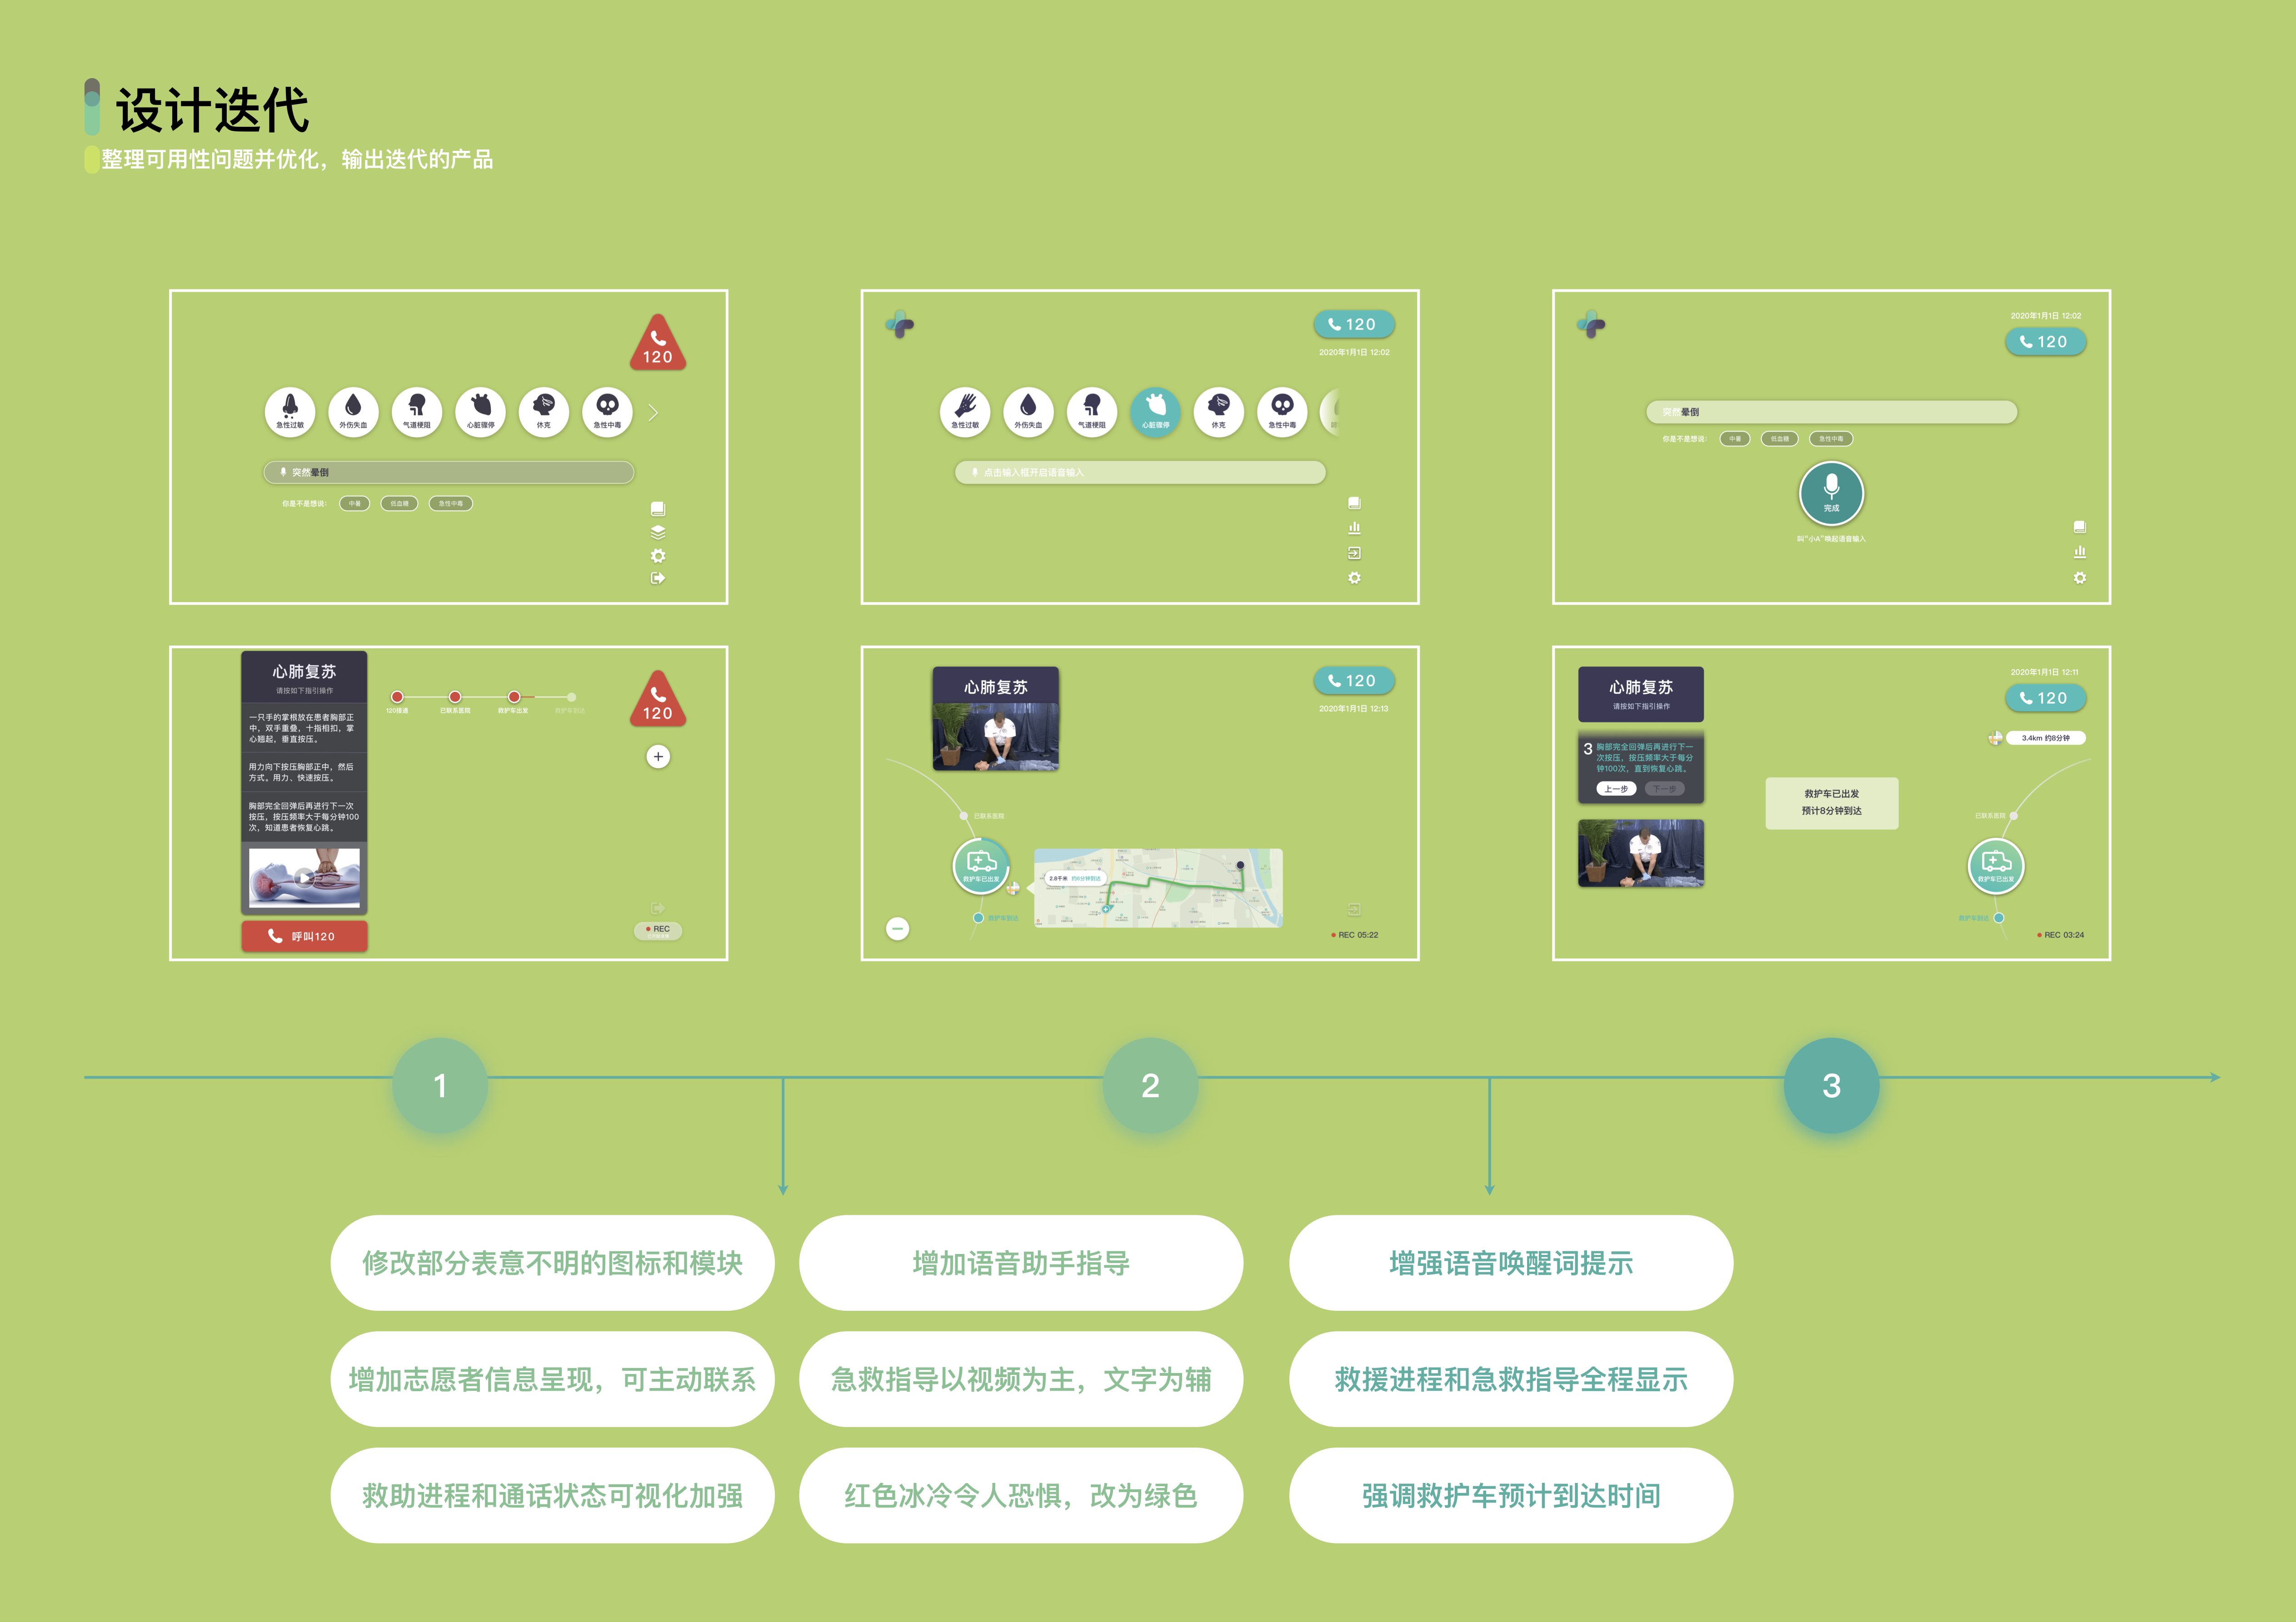 设计迭代
整理可用性问题并优化，输出迭代的产品
120
急性过敏
外伤失血
气道梗阻
心脏骤停
休克
急性中毒
突然晕倒
你是不是想说：
中暑
低血糖
急性中毒
120
2020年1月1日 12:02
急性过敏
外伤失血
气道梗阻
心脏骤停
休克
急性中毒
点击输入框开启语音输入
2020年1月1日 12:02
120
突然晕倒
你是不是想说：
中暑
低血糖
急性中毒
完成
叫“小A”唤起语音输入
心肺复苏
请按如下指引操作
一只手的掌根放在患者胸部正
中，双手重叠，十指相扣，掌
心翘起，垂直按压。
用力向下按压胸部正中，然后
方式。用力、快速按压。
胸部完全回弹后再进行下一次
按压，按压频率大于每分钟100
次，知道患者恢复心跳。
呼叫120
120接通
已联系医院
救护车出发
救护车到达
120
REC
心肺复苏
120
2020年1月1日 12:13
已联系医院
救护车已出发
救护车到达
2.8千米 约6分钟到达
REC 05:22
心肺复苏
请按如下指引操作
3 胸部完全回弹后再进行下一
次按压，按压频率大于每分
钟100次，直到恢复心跳。
上一步
下一步
救护车已出发
预计8分钟到达
2020年1月1日 12:11
120
3.4km 约8分钟
已联系医院
救护车已出发
救护车到达
REC 03:24
1
2
3
修改部分表意不明的图标和模块
增加语音助手指导
增强语音唤醒词提示
增加志愿者信息呈现，可主动联系
急救指导以视频为主，文字为辅
救援进程和急救指导全程显示
救助进程和通话状态可视化加强
红色冰冷令人恐惧，改为绿色
强调救护车预计到达时间